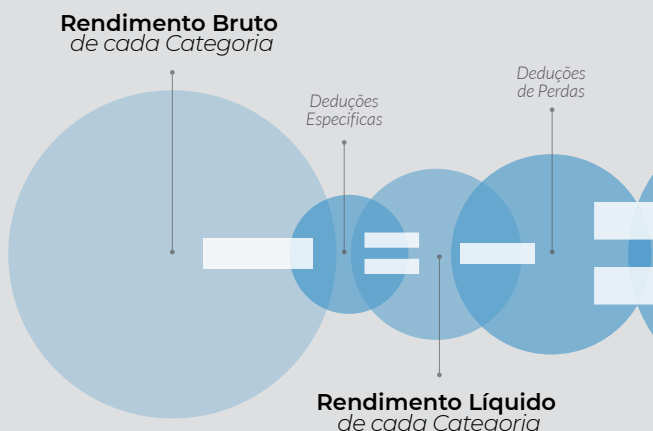 Rendimento Bruto
de cada Categoria
Deduções
Específicas
Deduções
de Perdas
Rendimento Líquido
de cada Categoria